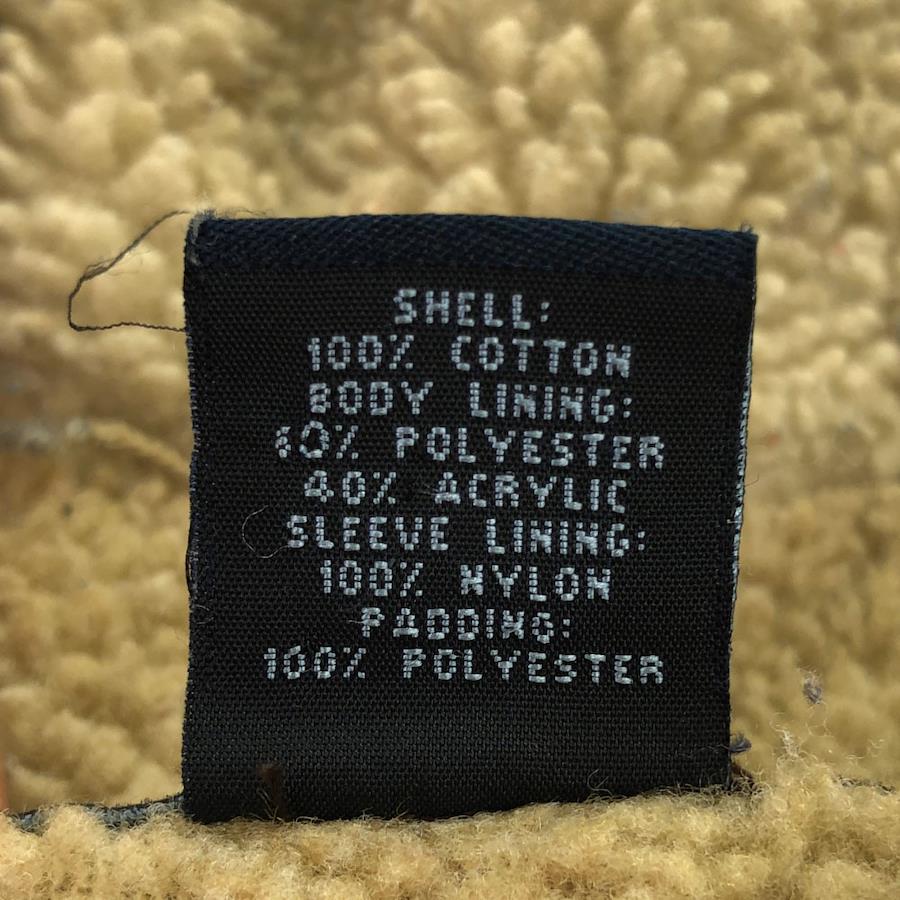 SHELL:
100% COTTON
BODY LINING:
60% POLYESTER
40% ACRYLIC
SLEEVE LINING:
100% NYLON
PADDING:
100% POLYESTER